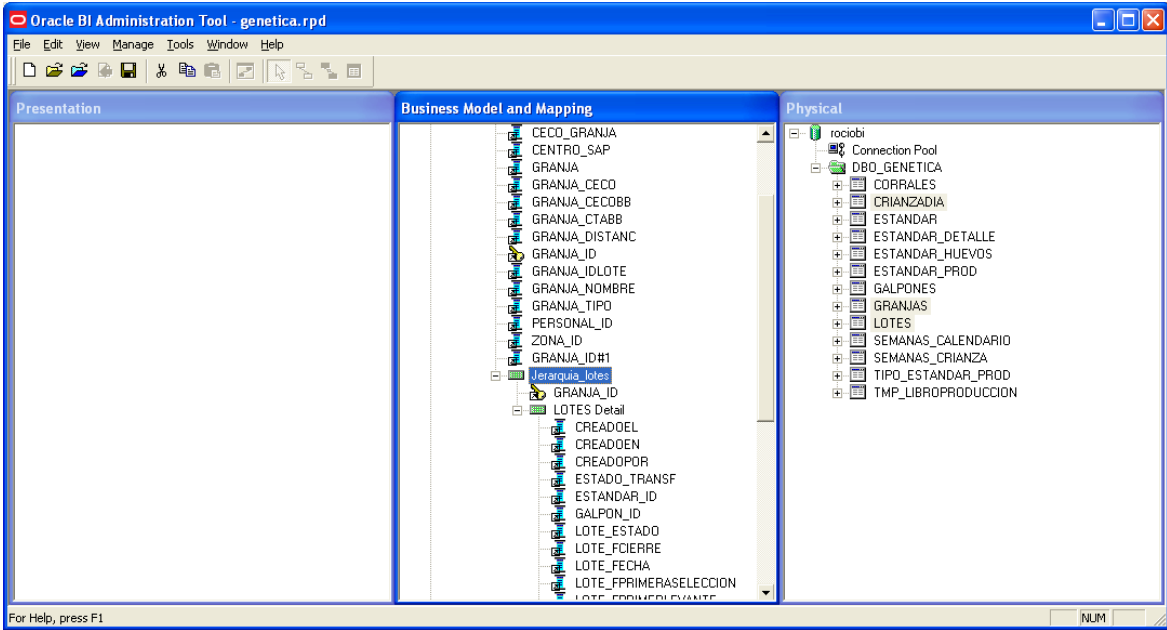 Oracle BI Administration Tool - genetica.rpd
File Edit View Manage Tools Window Help
Presentation
Business Model and Mapping
CECO_GRANJA
CENTRO_SAP
GRANJA
GRANJA_CECO
GRANJA_CECOBB
GRANJA_CTABB
GRANJA_DISTANC
GRANJA_ID
GRANJA_IDLOTE
GRANJA_NOMBRE
GRANJA_TIPO
PERSONAL_ID
ZONA_ID
GRANJA_ID#1
Jerarquia_lotes
GRANJA_ID
LOTES Detail
CREADOEL
CREADOEN
CREADOPOR
ESTADO_TRANSF
ESTANDAR_ID
GALPON_ID
LOTE_ESTADO
LOTE_FCIERRE
LOTE_FECHA
LOTE_FPRIMERASELECCION
Physical
rociobi
Connection Pool
DBO_GENETICA
CORRALES
CRIANZADIA
ESTANDAR
ESTANDAR_DETALLE
ESTANDAR_HUEVOS
ESTANDAR_PROD
GALPONES
GRANJAS
LOTES
SEMANAS_CALENDARIO
SEMANAS_CRIANZA
TIPO_ESTANDAR_PROD
TMP_LIBROPRODUCCION
For Help, press F1
NUM